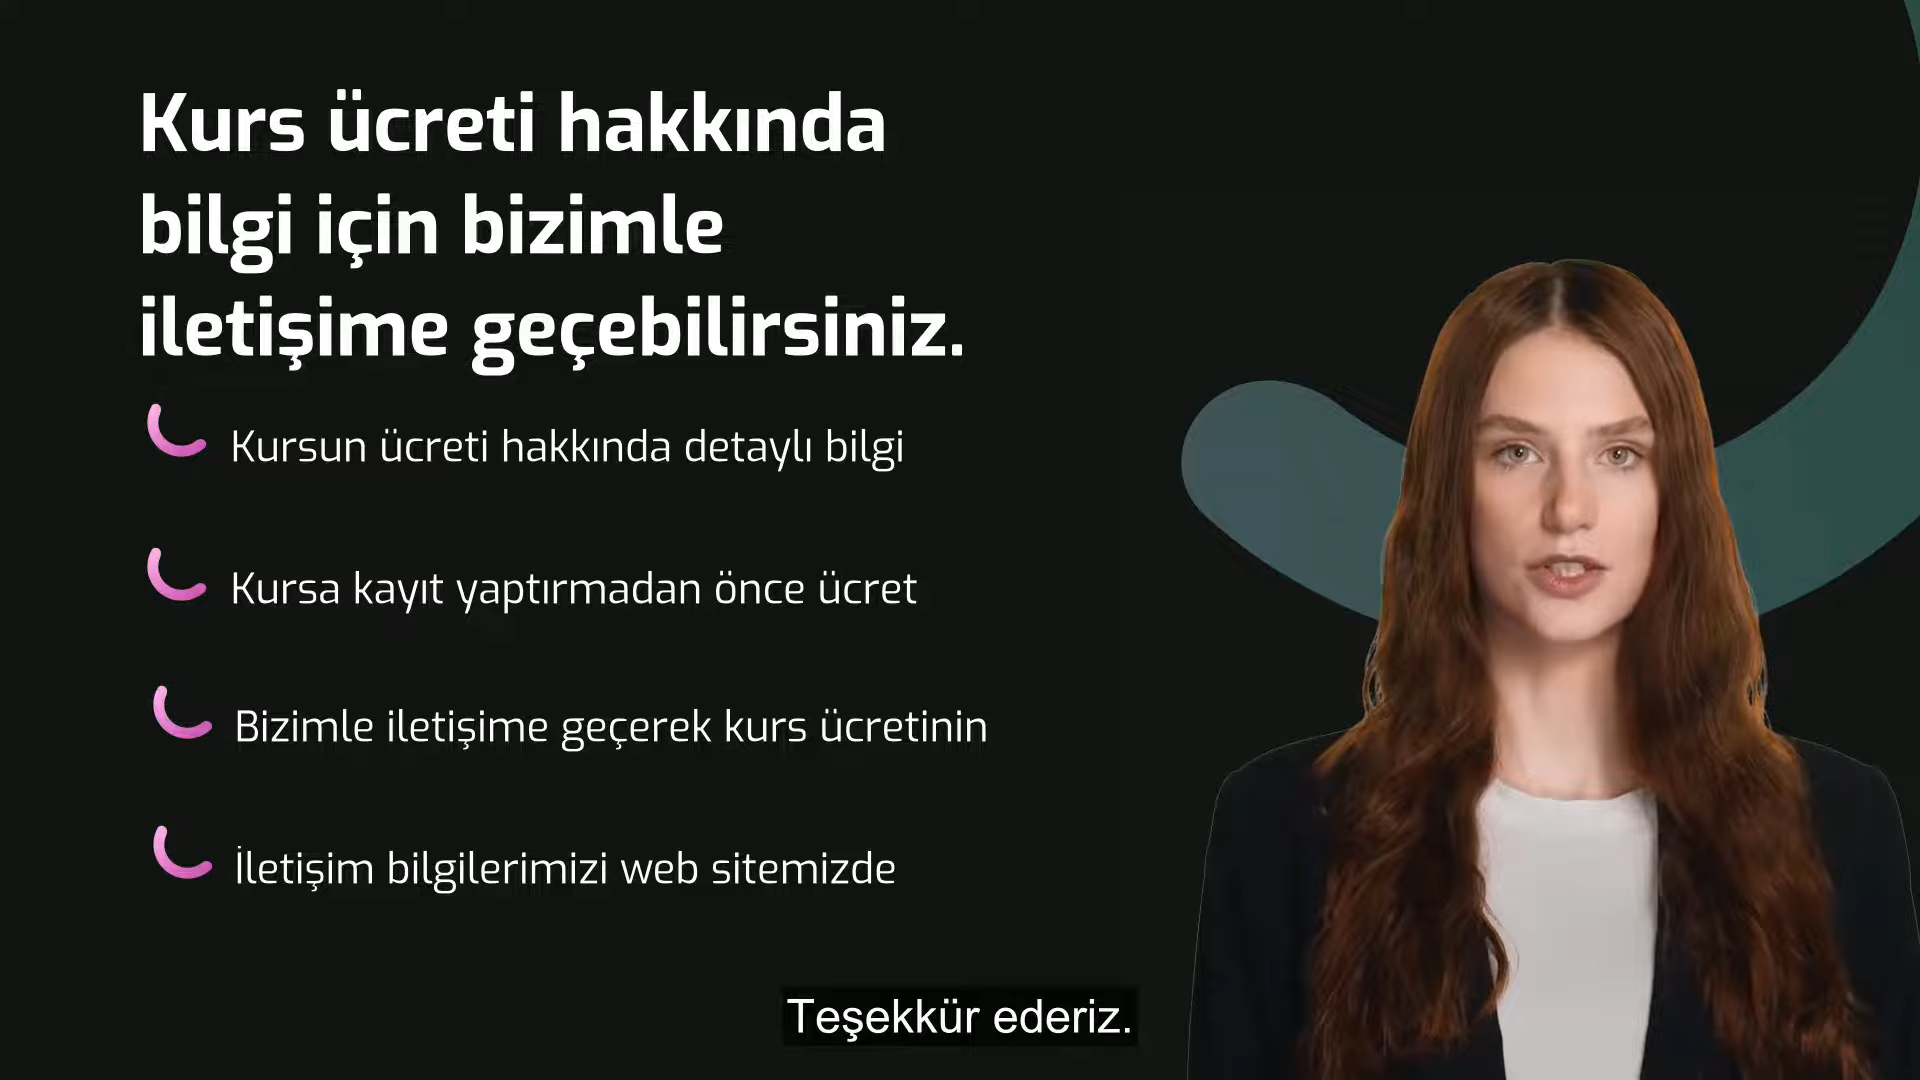 Kurs ücreti hakkında
bilgi için bizimle
iletişime geçebilirsiniz.
Kursun ücreti hakkında detaylı bilgi
Kursa kayıt yaptırmadan önce ücret
Bizimle iletişime geçerek kurs ücretinin
İletişim bilgilerimizi web sitemizde
Teşekkür ederiz.